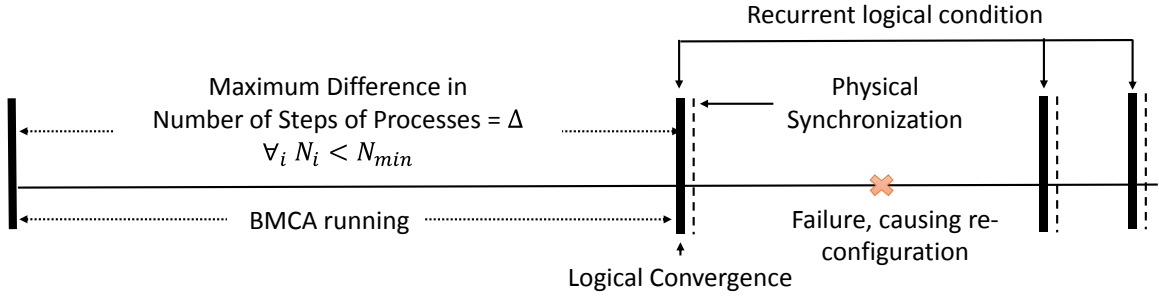 Recurrent logical condition
Maximum Difference in
Number of Steps of Processes = Δ
∀ᵢ Nᵢ < Nₘᵢₙ
Physical
Synchronization
BMCA running
Failure, causing re-
configuration
Logical Convergence